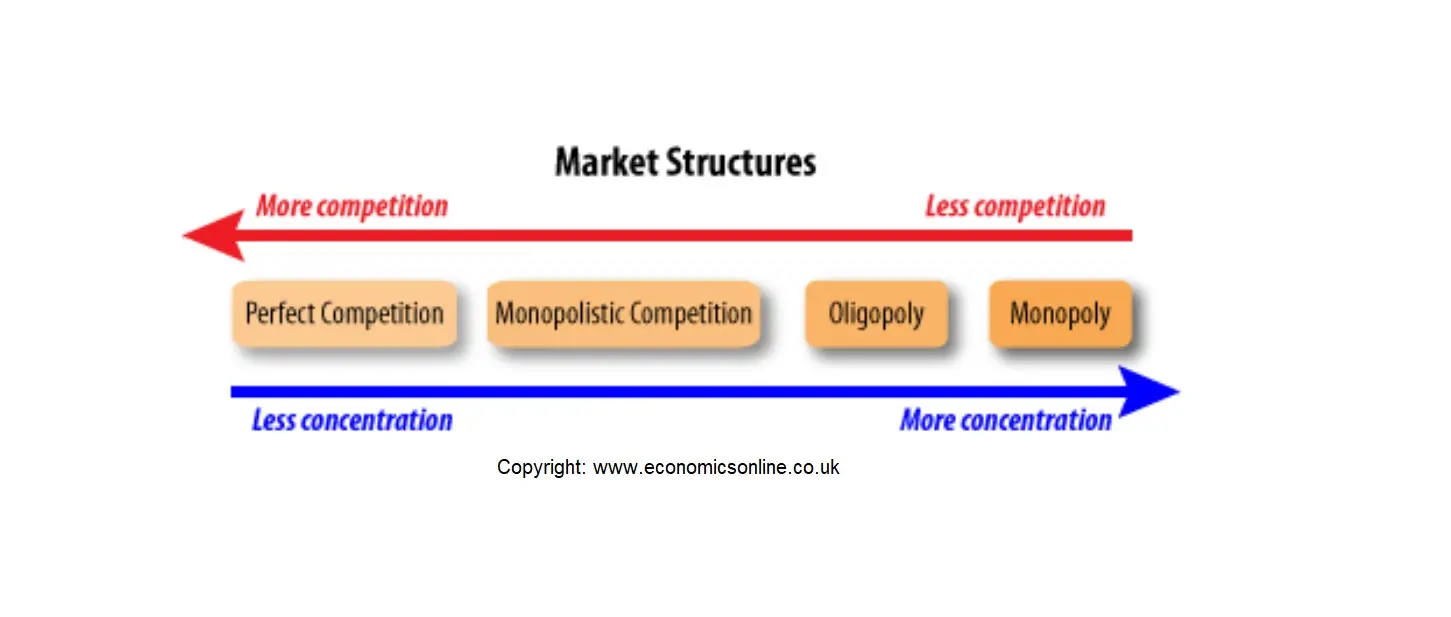 Market Structures
More competition Less competition
Perfect Competition Monopolistic Competition Oligopoly Monopoly
Less concentration More concentration
Copyright: www.economicsonline.co.uk